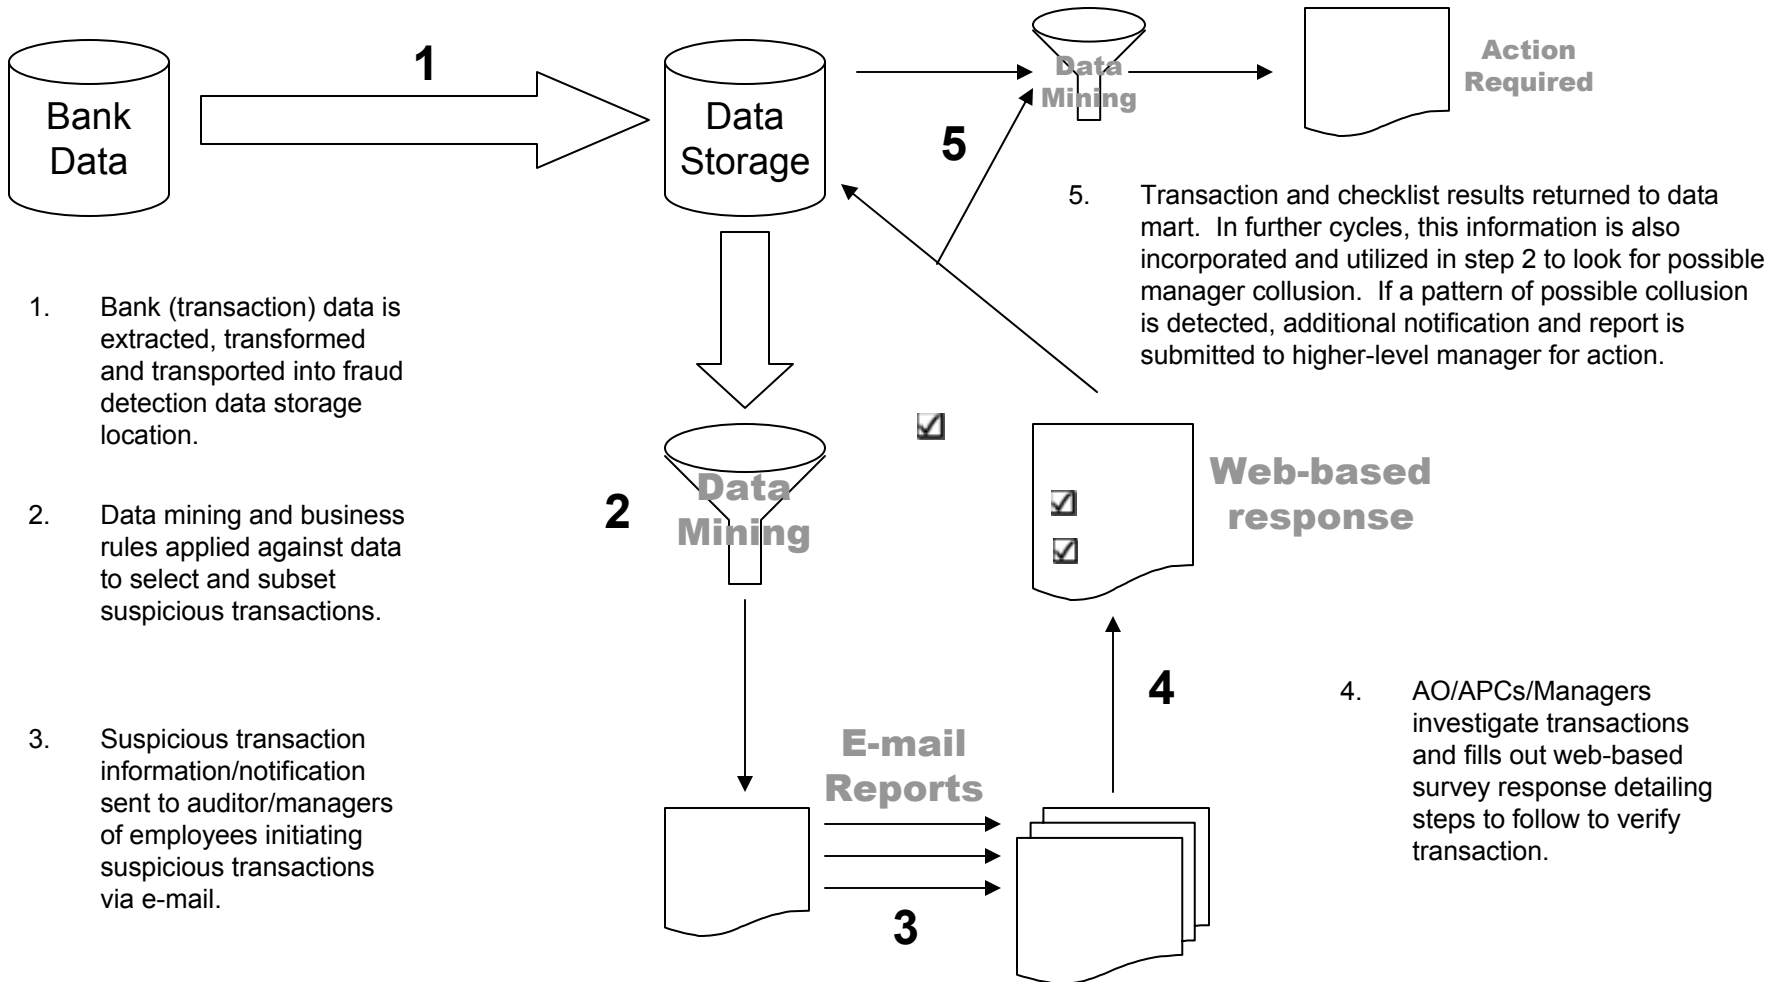 1
Bank
Data
Data
Storage
Data
Mining
Action
Required
5
5. Transaction and checklist results returned to data
mart. In further cycles, this information is also
incorporated and utilized in step 2 to look for possible
manager collusion. If a pattern of possible collusion
is detected, additional notification and report is
submitted to higher-level manager for action.
1. Bank (transaction) data is
extracted, transformed
and transported into fraud
detection data storage
location.
2. Data mining and business
rules applied against data
to select and subset
suspicious transactions.
2
Data
Mining
Web-based
response
3. Suspicious transaction
information/notification
sent to auditor/managers
of employees initiating
suspicious transactions
via e-mail.
E-mail
Reports
3
4
4. AO/APCs/Managers
investigate transactions
and fills out web-based
survey response detailing
steps to follow to verify
transaction.